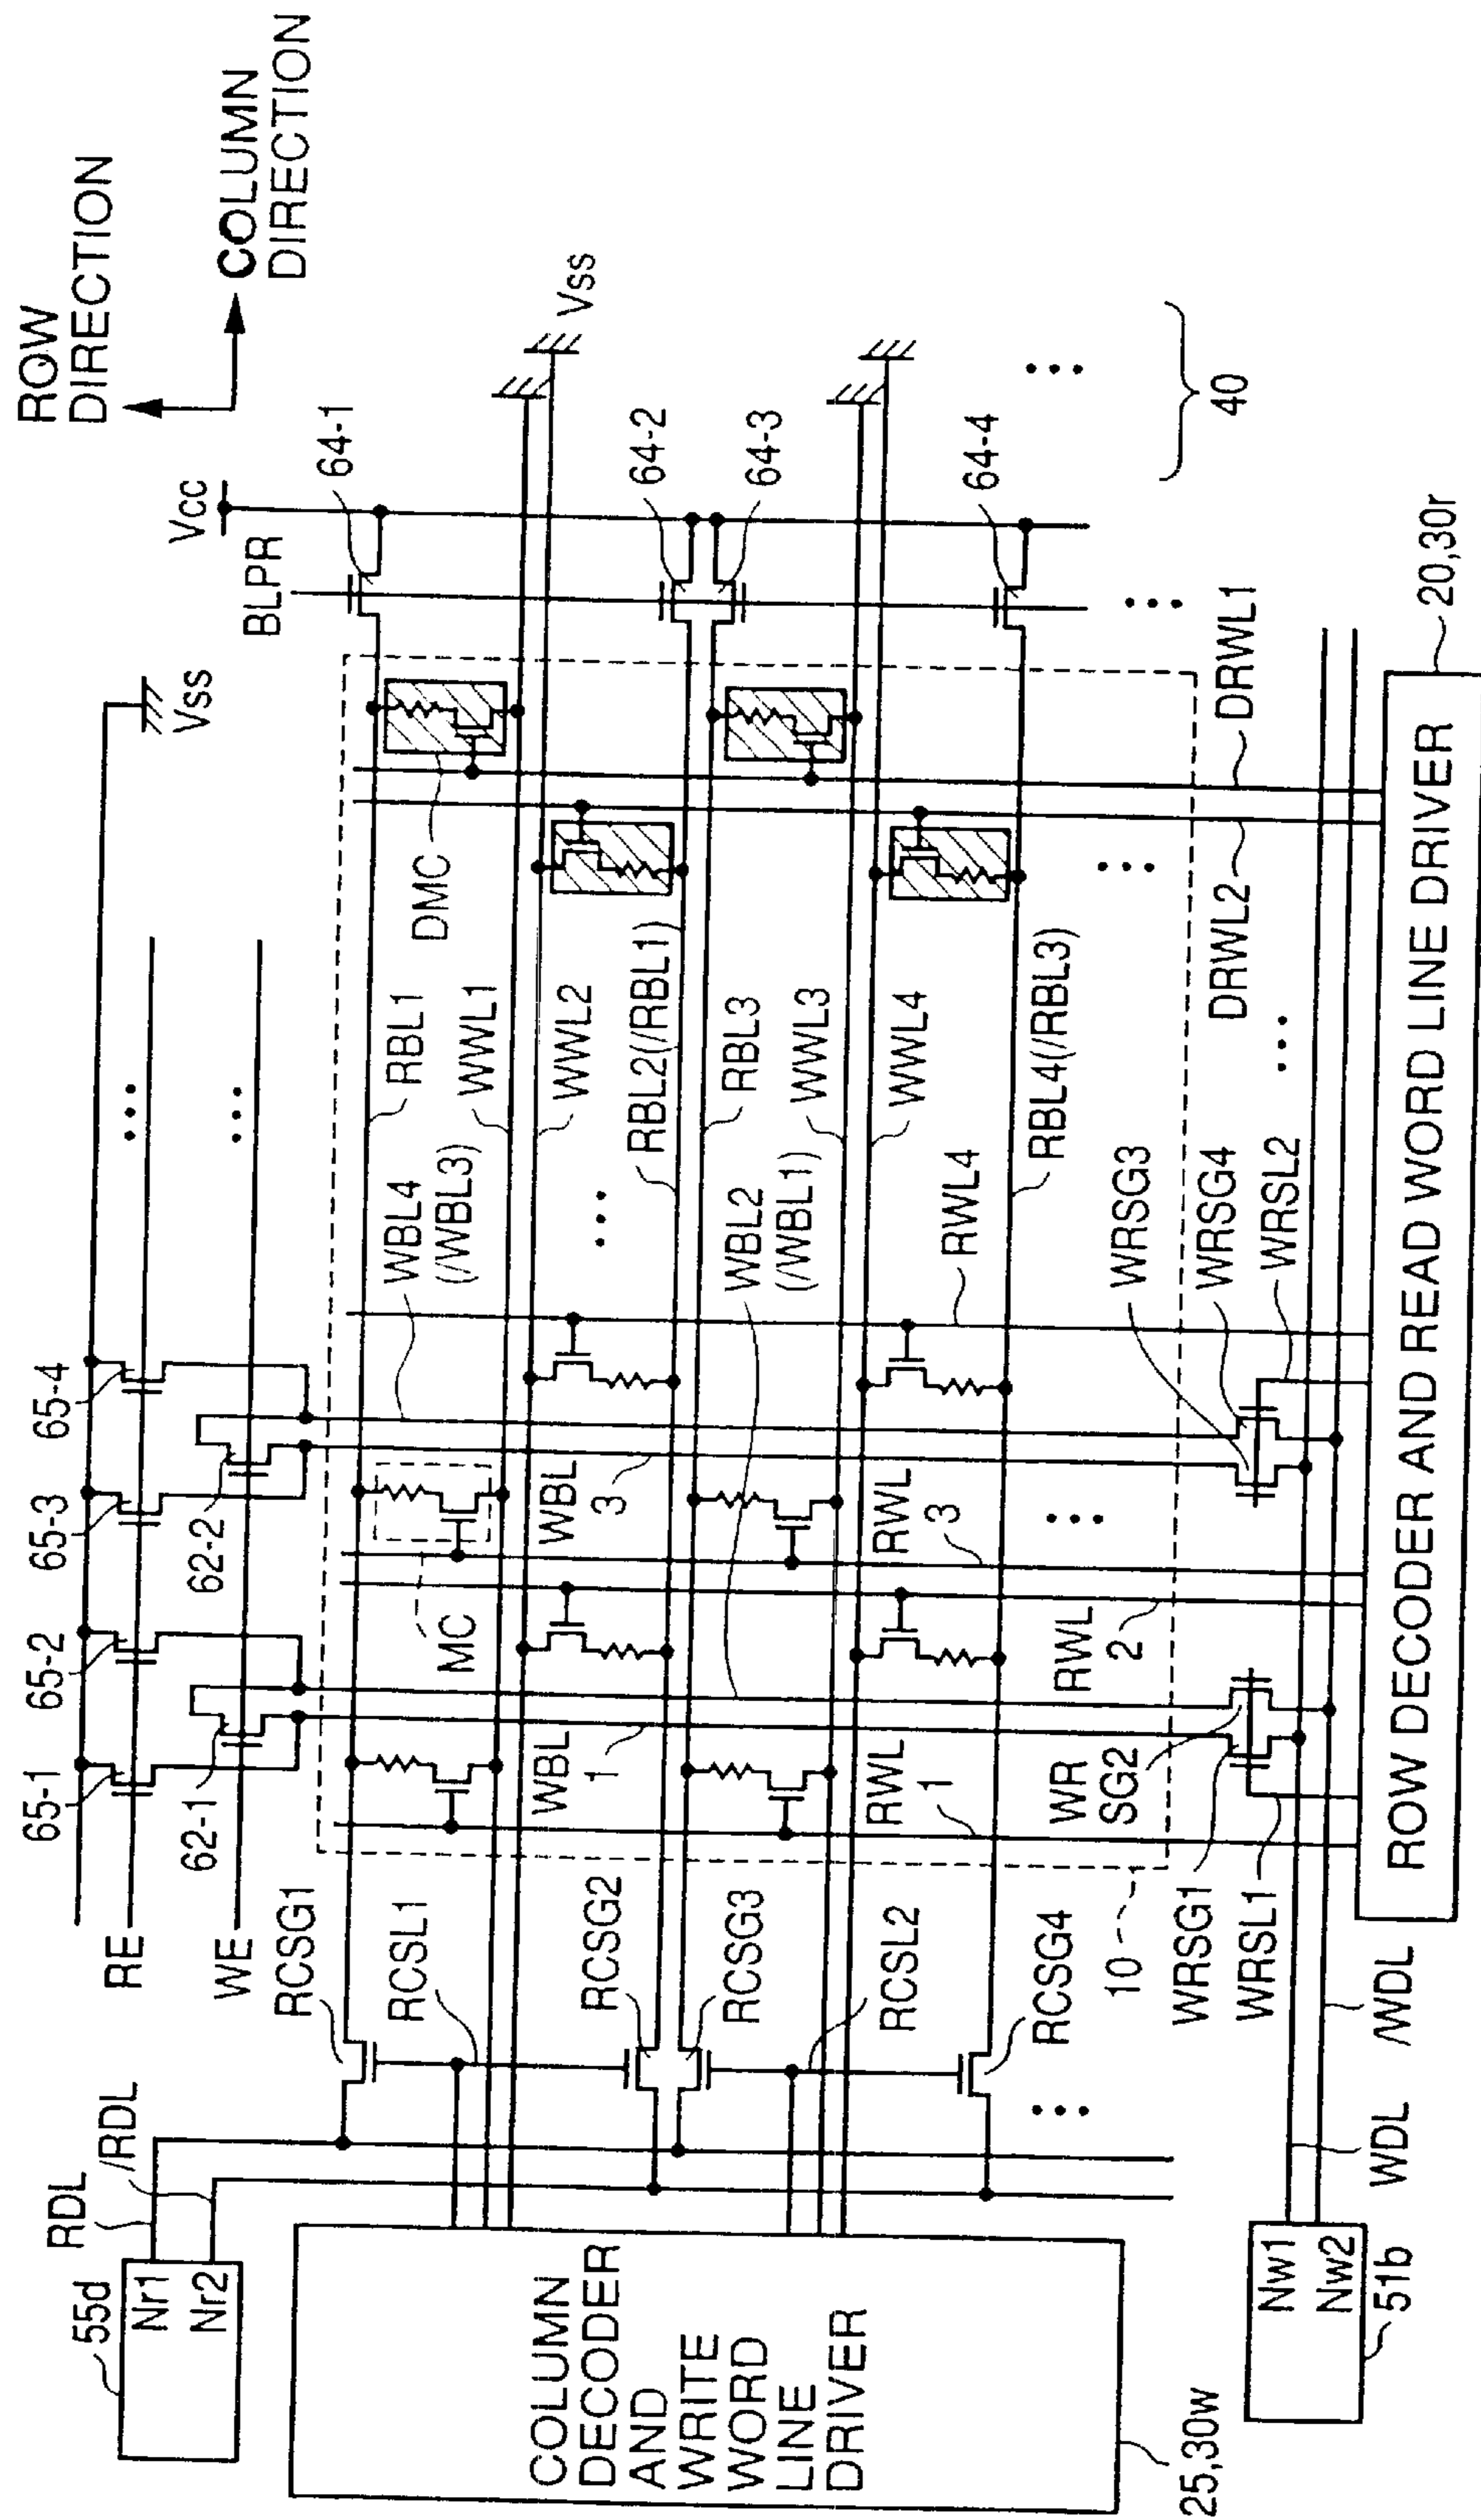 ROW
DIRECTION
COLUMN
DIRECTION
Vss
Vcc
BLPR
64-1
64-2
64-3
64-4
40
Vss
RE
WE
65-1
65-2
65-3
65-4
62-1
62-2
55d
Nr1
Nr2
RDL
/RDL
COLUMN
DECODER
AND
WRITE
WORD
LINE
DRIVER
25,30w
RCSG1
RCSL1
RCSG2
RCSG3
RCSL2
RCSG4
MC
DMC
WBL4
(/WBL3)
RBL1
WWL1
WWL2
RBL2(/RBL1)
WBL
1
WBL
3
WBL2
(/WBL1)
RBL3
WWL3
WWL4
RBL4(/RBL3)
RWL
1
RWL
2
RWL
3
RWL4
DRWL2
DRWL1
10
WR
SG2
WRSG1
WRSL1
WRSG3
WRSG4
WRSL2
20,30r
ROW DECODER AND READ WORD LINE DRIVER
WDL
/WDL
Nw1
Nw2
51b